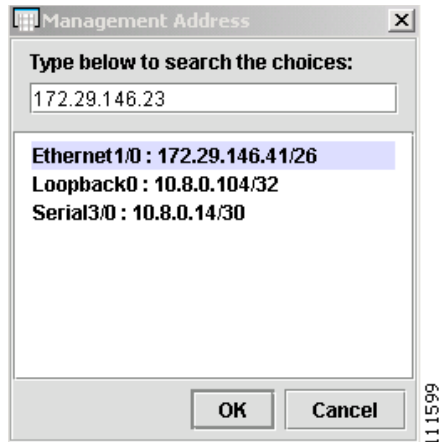 Management Address
Type below to search the choices:
172.29.146.23
Ethernet1/0 : 172.29.146.41/26
Loopback0 : 10.8.0.104/32
Serial3/0 : 10.8.0.14/30
OK Cancel
111599